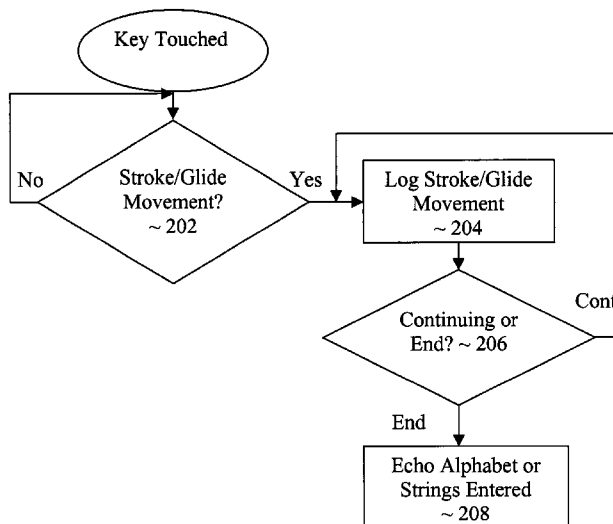 Key Touched
No
Stroke/Glide
Movement?
~ 202
Yes
Log Stroke/Glide
Movement
~ 204
Continuing or
End? ~ 206
Cont
End
Echo Alphabet or
Strings Entered
~ 208